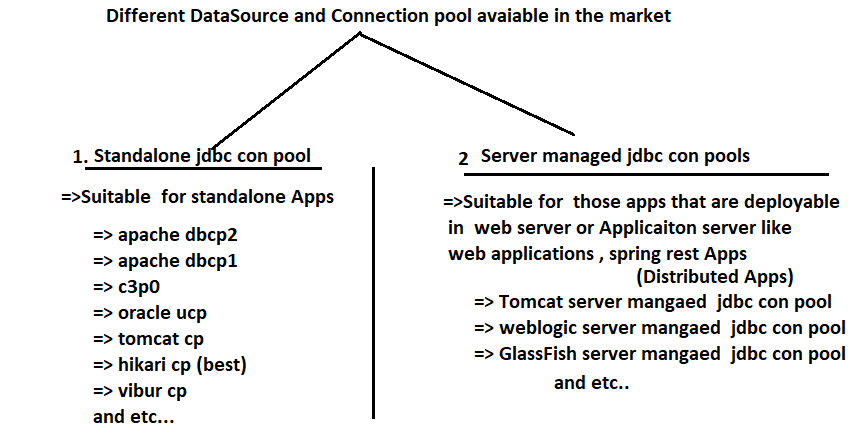 Different DataSource and Connection pool avaiable in the market
1. Standalone jdbc con pool
=>Suitable for standalone Apps
=> apache dbcp2
=> apache dbcp1
=> c3p0
=> oracle ucp
=> tomcat cp
=> hikari cp (best)
=> vibur cp
and etc...
2 Server managed jdbc con pools
=>Suitable for those apps that are deployable
in web server or Applicaiton server like
web applications , spring rest Apps
(Distributed Apps)
=> Tomcat server mangaed jdbc con pool
=> weblogic server mangaed jdbc con pool
=> GlassFish server mangaed jdbc con pool
and etc..